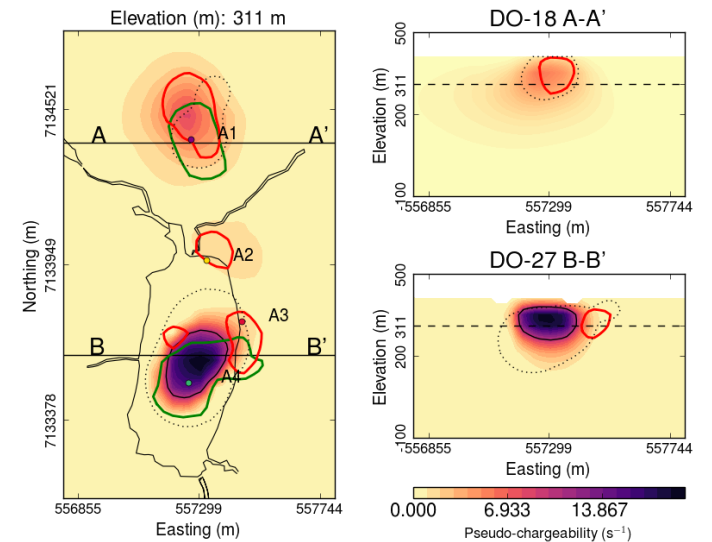 Elevation (m): 311 m
7134521
7133949
7133378
Northing (m)
A
A'
A1
A2
A3
B
B'
A4
556855
557299
557744
Easting (m)
DO-18 A-A'
500
311
200
-100
Elevation (m)
556855
557299
557744
Easting (m)
DO-27 B-B'
500
311
200
-100
Elevation (m)
556855
557299
557744
Easting (m)
0.000
6.933
13.867
Pseudo-chargeability (s⁻¹)